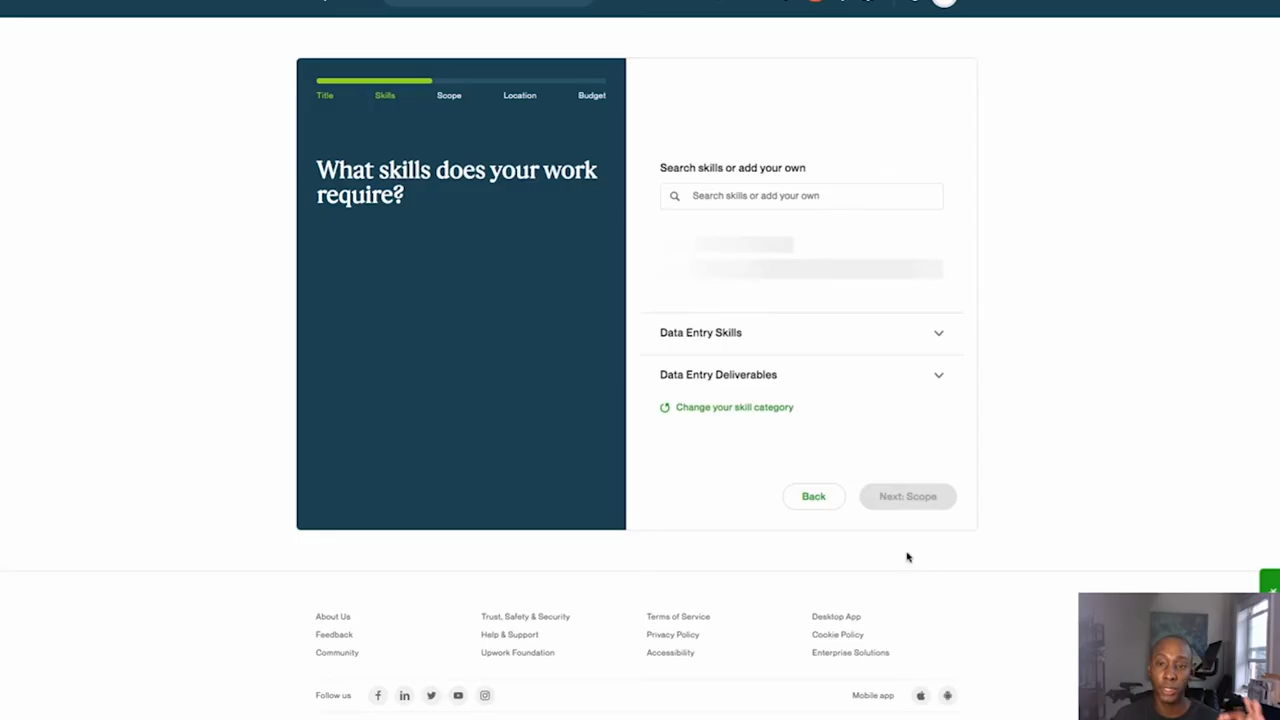 Title Skills Scope Location Budget
What skills does your work
require?
Search skills or add your own
Search skills or add your own
Data Entry Skills
Data Entry Deliverables
Change your skill category
Back Next: Scope
About Us Trust, Safety & Security Terms of Service Desktop App
Feedback Help & Support Privacy Policy Cookie Policy
Community Upwork Foundation Accessibility Enterprise Solutions
Follow us Mobile app